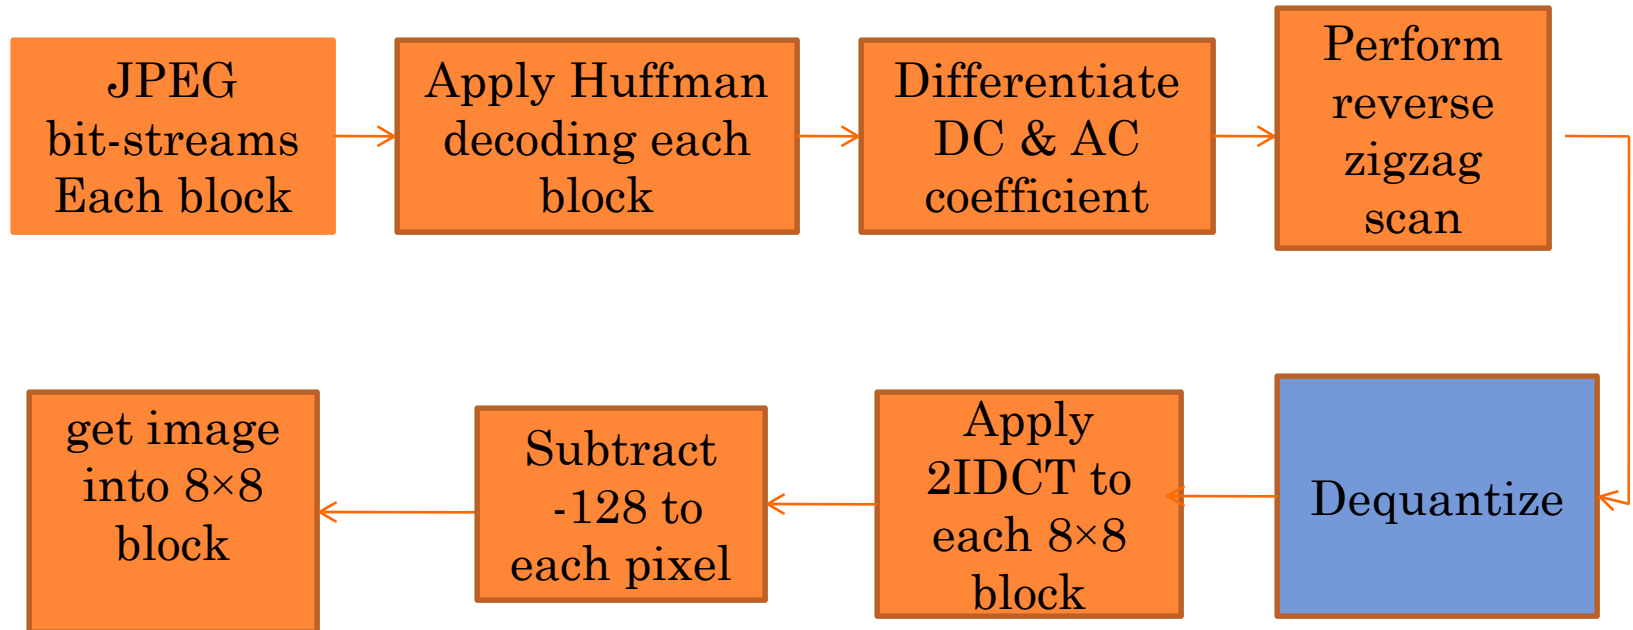 JPEG
bit-streams
Each block
Apply Huffman
decoding each
block
Differentiate
DC & AC
coefficient
Perform
reverse
zigzag
scan
Dequantize
Apply
2IDCT to
each 8×8
block
Subtract
-128 to
each pixel
get image
into 8×8
block